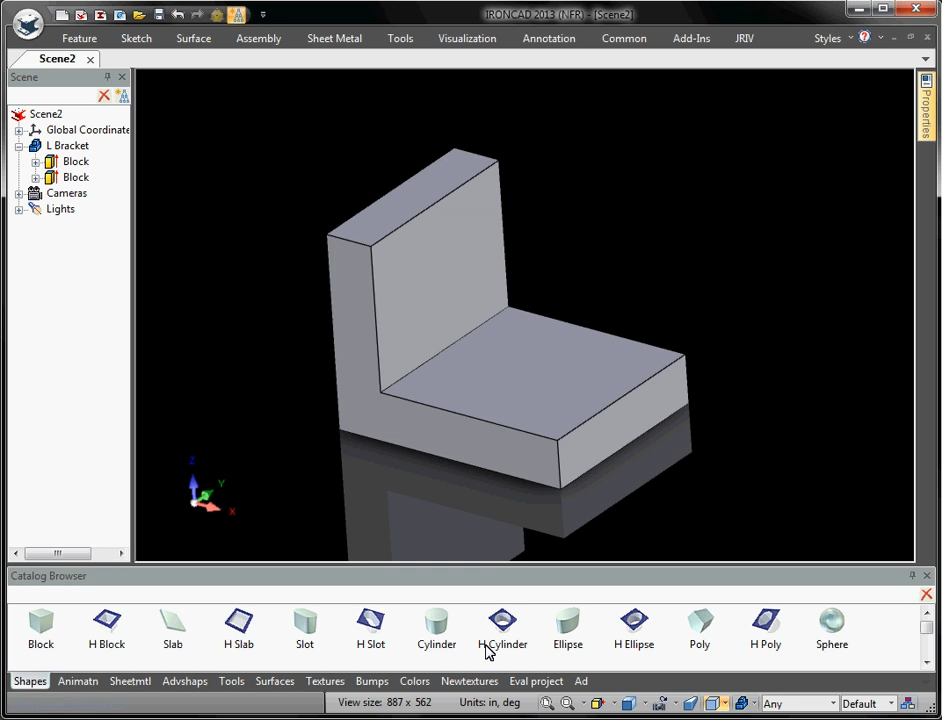 IRONCAD 2013 (NFR) - [Scene2]
Feature Sketch Surface Assembly Sheet Metal Tools Visualization Annotation Common Add-Ins JRIV Styles
Scene2
Scene
Scene2
Global Coordinate
L Bracket
Block
Block
Cameras
Lights
Properties
Z
Y
X
Catalog Browser
Block H Block Slab H Slab Slot H Slot Cylinder H Cylinder Ellipse H Ellipse Poly H Poly Sphere
Shapes Animatn Sheetmtl Advshaps Tools Surfaces Textures Bumps Colors Newtextures Eval project Ad
View size: 887 x 562 Units: in, deg Any Default